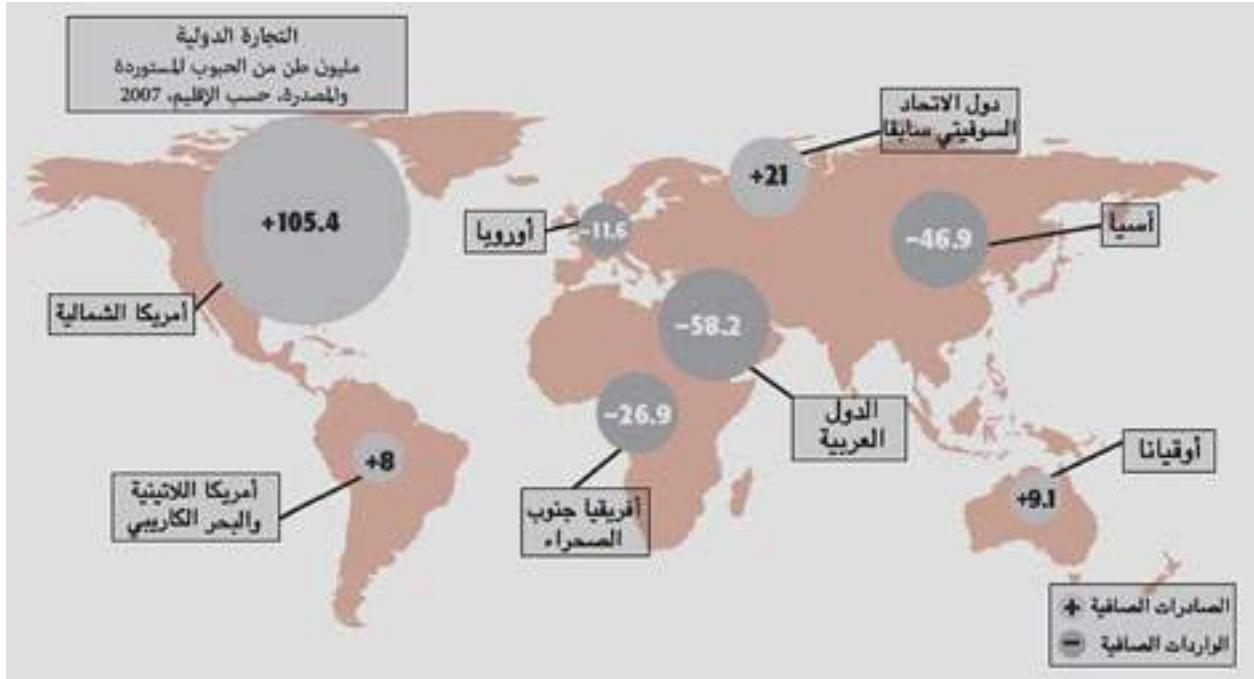 التجارة الدولية
مليون طن من الحبوب المستوردة
والمصدرة، حسب الإقليم، 2007
دول الاتحاد
السوفيتي سابقا
+21
+105.4
أوروبا
−11.6
−46.9
آسيا
أمريكا الشمالية
−58.2
الدول
العربية
−26.9
أوقيانا
+8
+9.1
أمريكا اللاتينية
والبحر الكاريبي
أفريقيا جنوب
الصحراء
الصادرات الصافية +
الواردات الصافية −